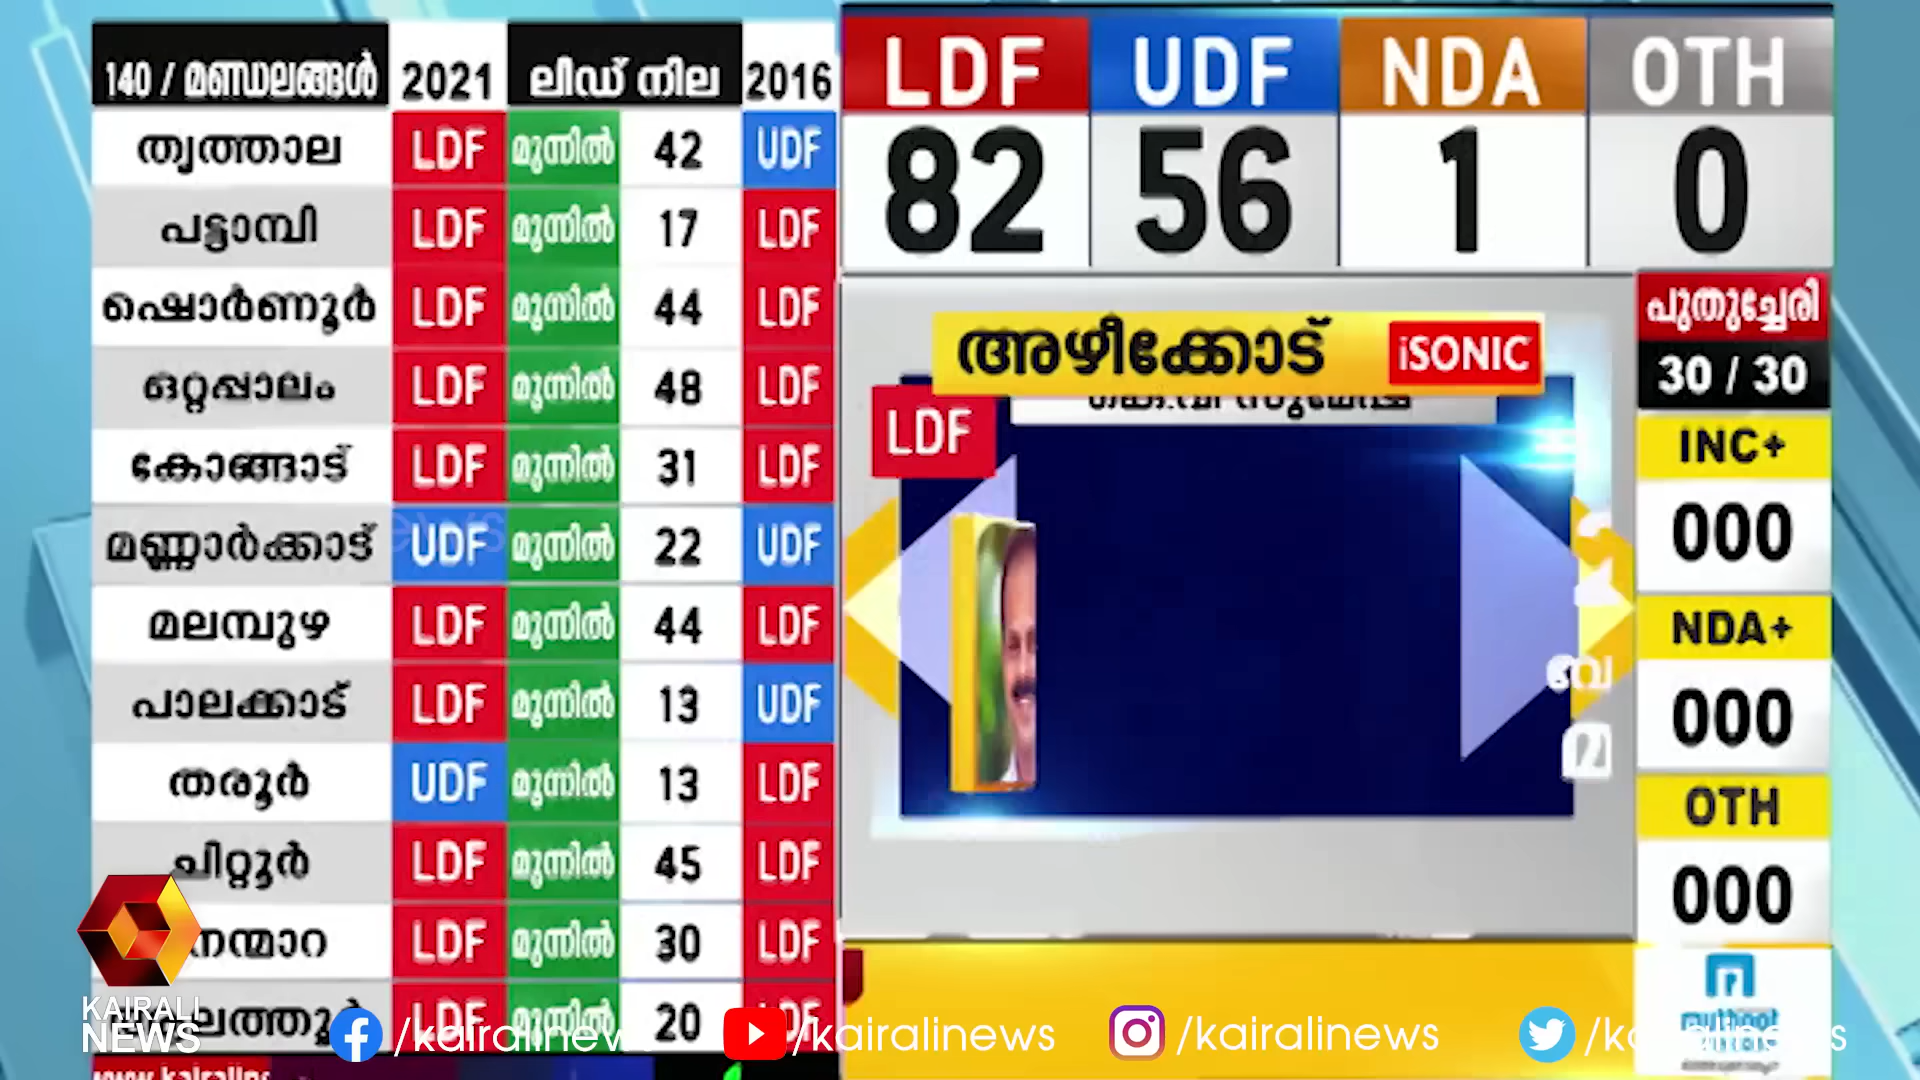 140 / മണ്ഡലങ്ങൾ 2021 ലീഡ് നില 2016
തൃത്താല LDF മുന്നിൽ 42 UDF
പട്ടാമ്പി LDF മുന്നിൽ 17 LDF
ഷൊർണൂർ LDF മുന്നിൽ 44 LDF
ഒറ്റപ്പാലം LDF മുന്നിൽ 48 LDF
കോങ്ങാട് LDF മുന്നിൽ 31 LDF
മണ്ണാർക്കാട് UDF മുന്നിൽ 22 UDF
മലമ്പുഴ LDF മുന്നിൽ 44 LDF
പാലക്കാട് LDF മുന്നിൽ 13 UDF
തരൂർ UDF മുന്നിൽ 13 LDF
ചിറ്റൂർ LDF മുന്നിൽ 45 LDF
നെന്മാറ LDF മുന്നിൽ 30 LDF
LDF മുന്നിൽ 20 LDF
LDF UDF NDA OTH
82 56 1 0
അഴീക്കോട് iSONIC
LDF
പുതുച്ചേരി
30 / 30
INC+
000
NDA+
000
OTH
000
KAIRALI
NEWS
/kairalinews
/kairalinews
/kairalinews